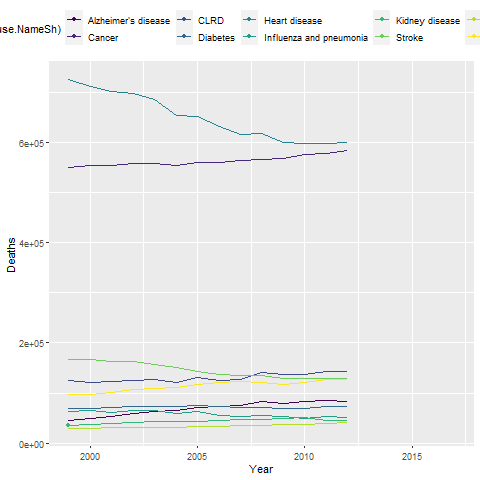 Alzheimer's disease CLRD Heart disease Kidney disease
use.NameSh)
Cancer Diabetes Influenza and pneumonia Stroke
6e+05
4e+05
Deaths
2e+05
0e+00
2000 2005 2010 2015
Year